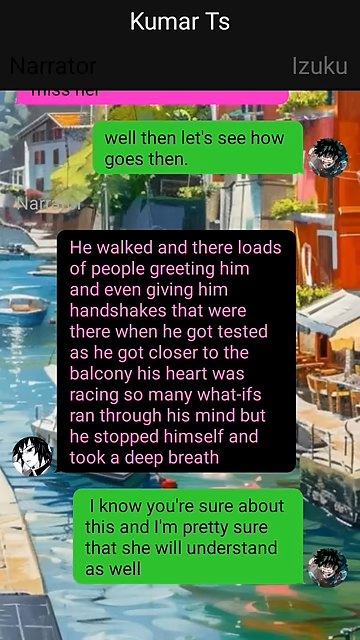 Kumar Ts
Narrator
Izuku
miss her
well then let's see how
goes then.
Narrator
He walked and there loads
of people greeting him
and even giving him
handshakes that were
there when he got tested
as he got closer to the
balcony his heart was
racing so many what-ifs
ran through his mind but
he stopped himself and
took a deep breath
I know you're sure about
this and I'm pretty sure
that she will understand
as well